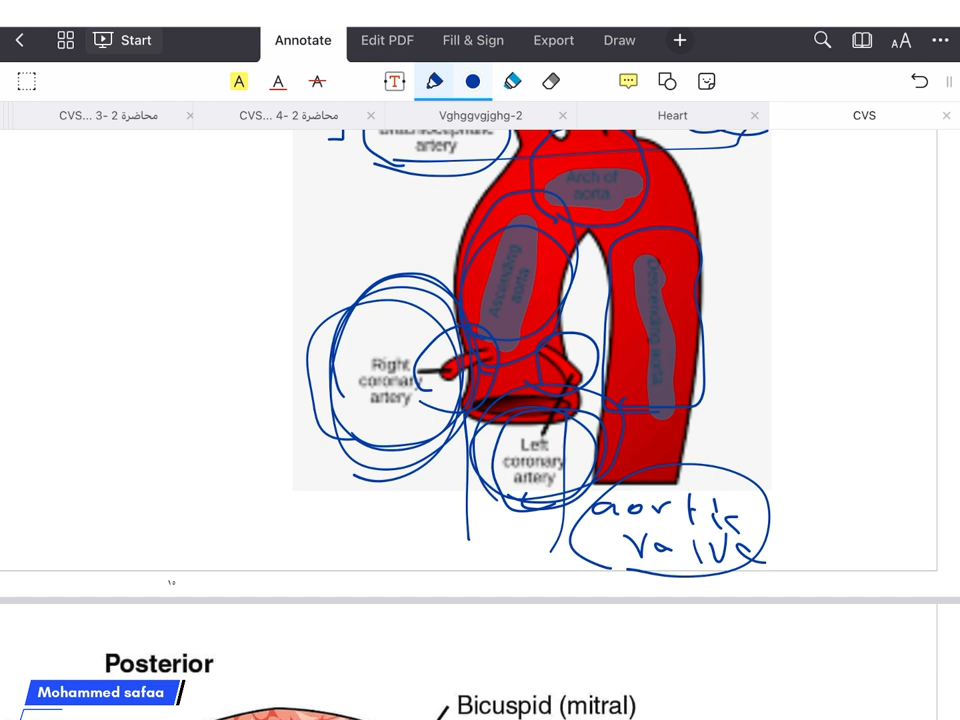 Start
Annotate
Edit PDF
Fill & Sign
Export
Draw
CVS... 3- محاضرة 2
CVS... 4- محاضرة 2
Vghggvgjghg-2
Heart
CVS
artery
Arch of
aorta
Ascending
aorta
Descending aorta
Right
coronary
artery
Left
coronary
artery
aortic
valve
١٥
Posterior
Mohammed safaa
Bicuspid (mitral)